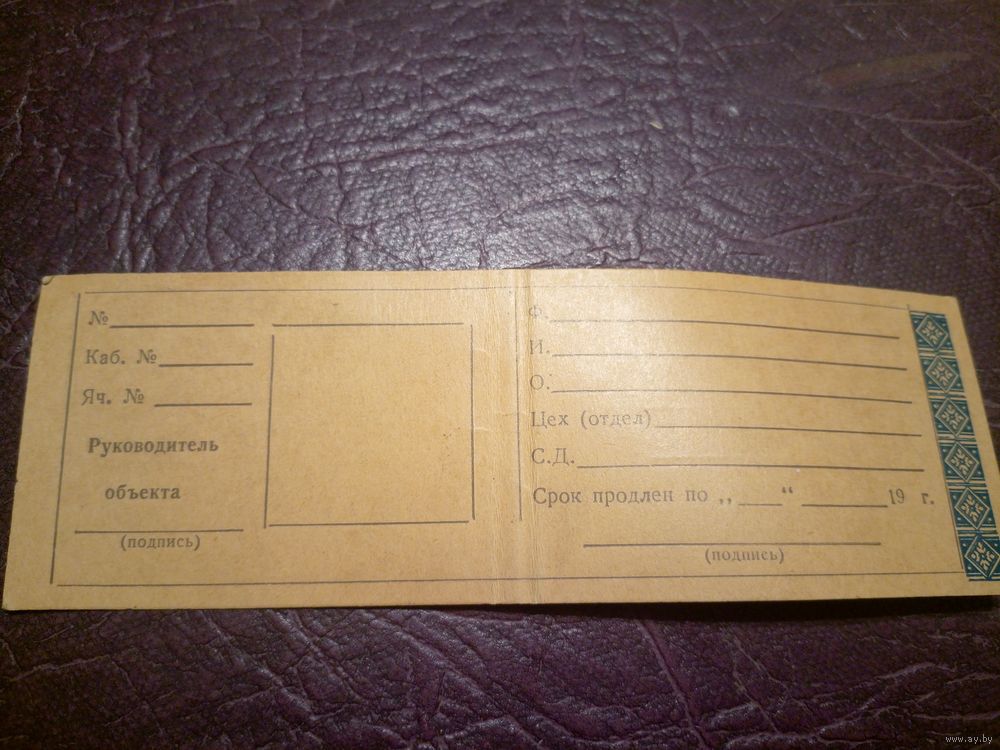 №
Каб. №
Яч. №
Руководитель
объекта
(подпись)
Ф.
И.
О.
Цех (отдел)
С.Д.
Срок продлен по „ “ 19 г.
(подпись)
www.ay.by